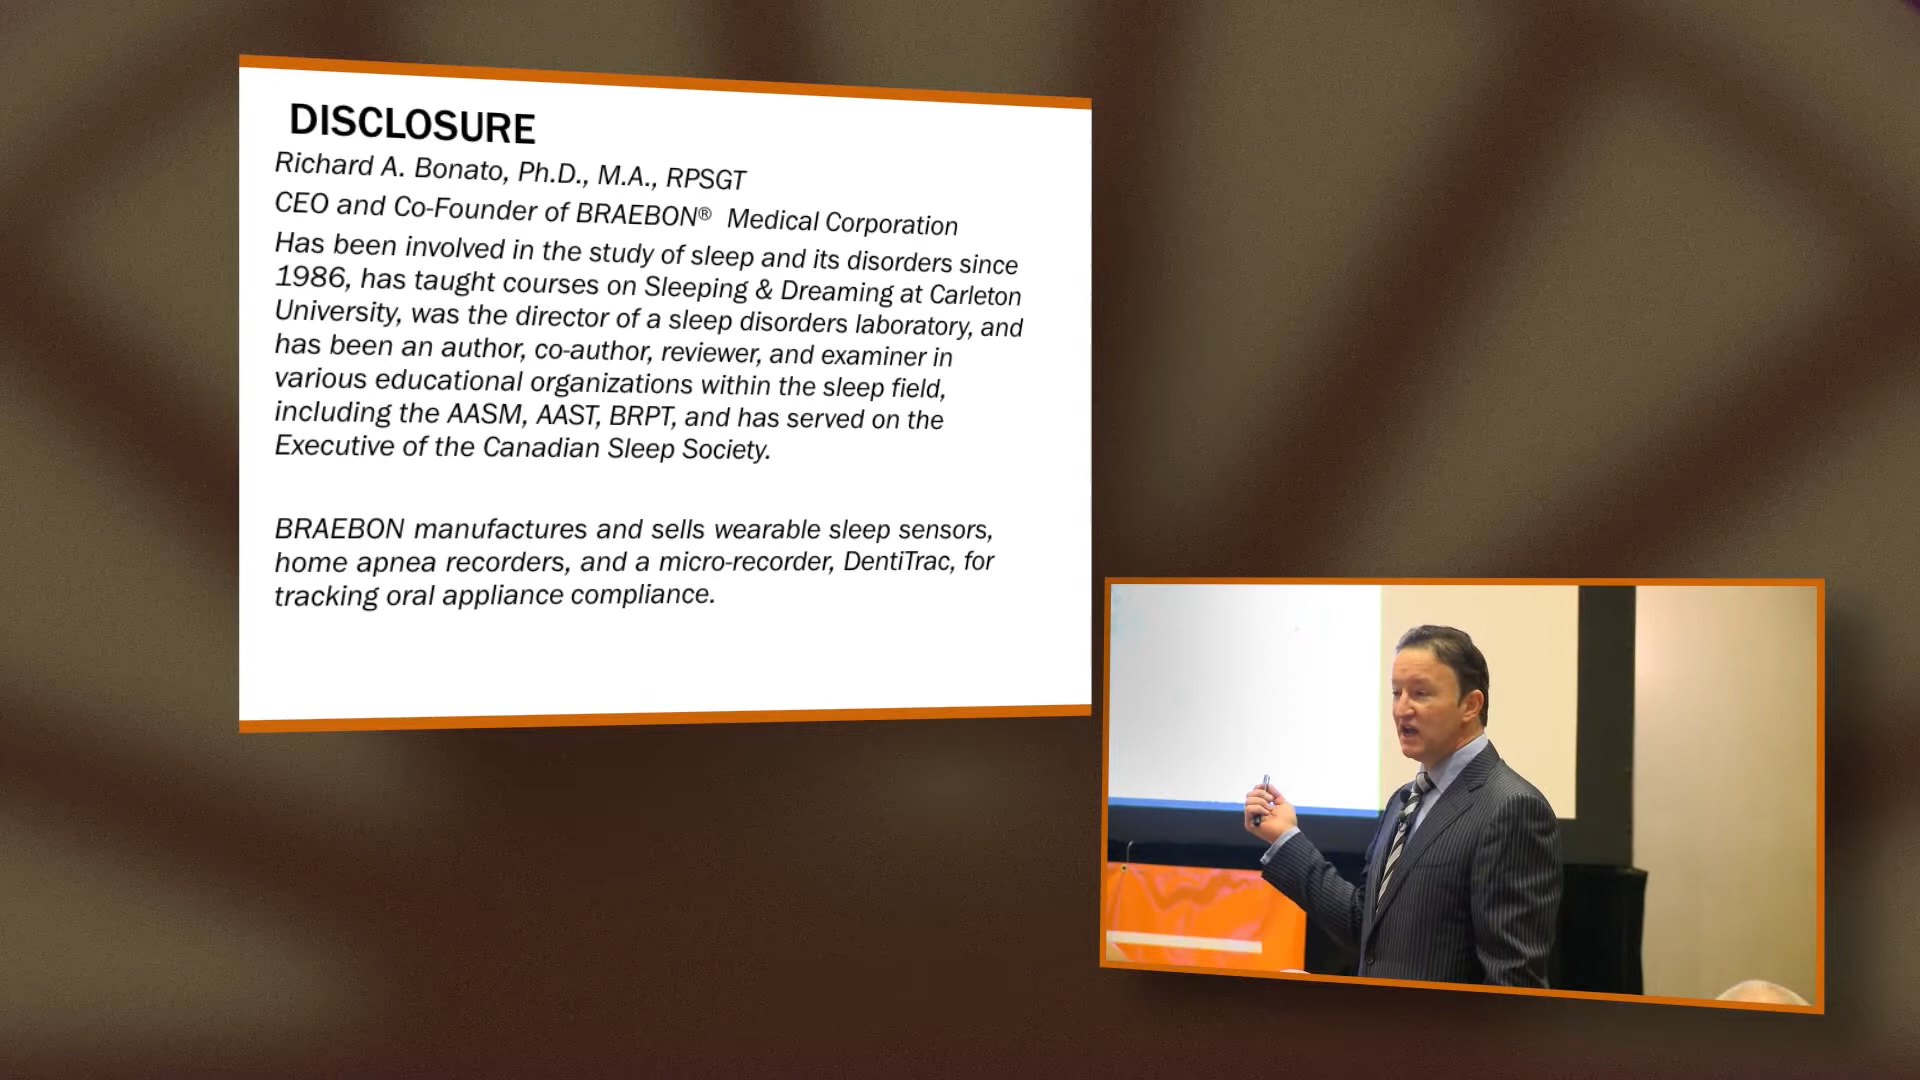 DISCLOSURE
Richard A. Bonato, Ph.D., M.A., RPSGT
CEO and Co-Founder of BRAEBON® Medical Corporation
Has been involved in the study of sleep and its disorders since
1986, has taught courses on Sleeping & Dreaming at Carleton
University, was the director of a sleep disorders laboratory, and
has been an author, co-author, reviewer, and examiner in
various educational organizations within the sleep field,
including the AASM, AAST, BRPT, and has served on the
Executive of the Canadian Sleep Society.
BRAEBON manufactures and sells wearable sleep sensors,
home apnea recorders, and a micro-recorder, DentiTrac, for
tracking oral appliance compliance.